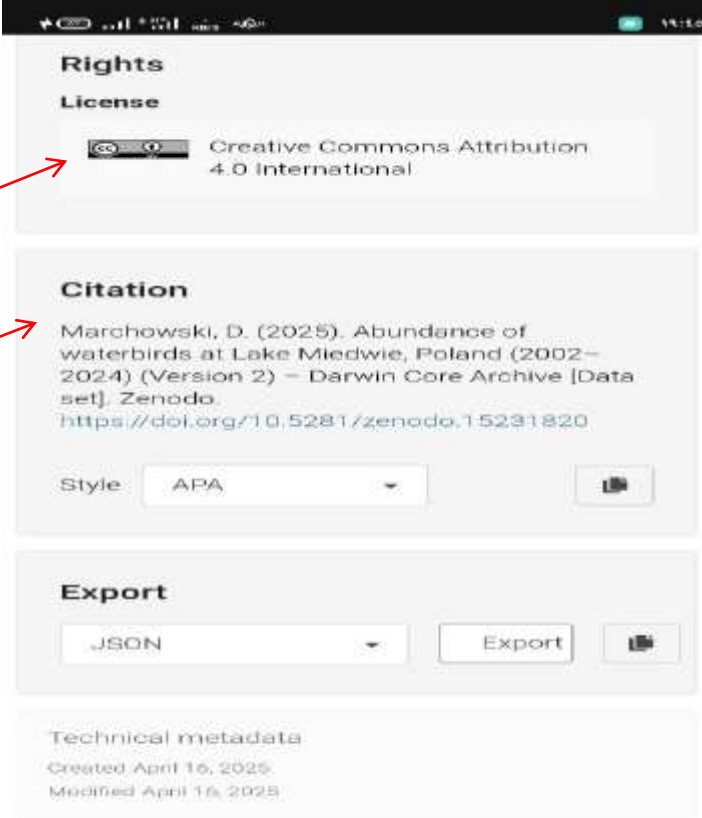 Rights
License
Creative Commons Attribution
4.0 International
Citation
Marchowski, D. (2025). Abundance of
waterbirds at Lake Miedwie, Poland (2002–
2024) (Version 2) – Darwin Core Archive [Data
set]. Zenodo.
https://doi.org/10.5281/zenodo.15231820
Style APA
Export
JSON Export
Technical metadata
Created April 16, 2025
Modified April 16, 2025